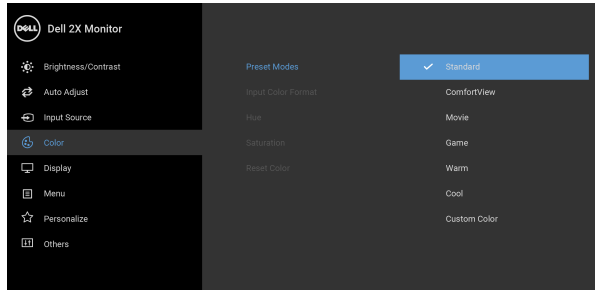 DELL Dell 2X Monitor
Brightness/Contrast Preset Modes Standard
Auto Adjust Input Color Format ComfortView
Input Source Hue Movie
Color Saturation Game
Display Reset Color Warm
Menu Cool
Personalize Custom Color
Others